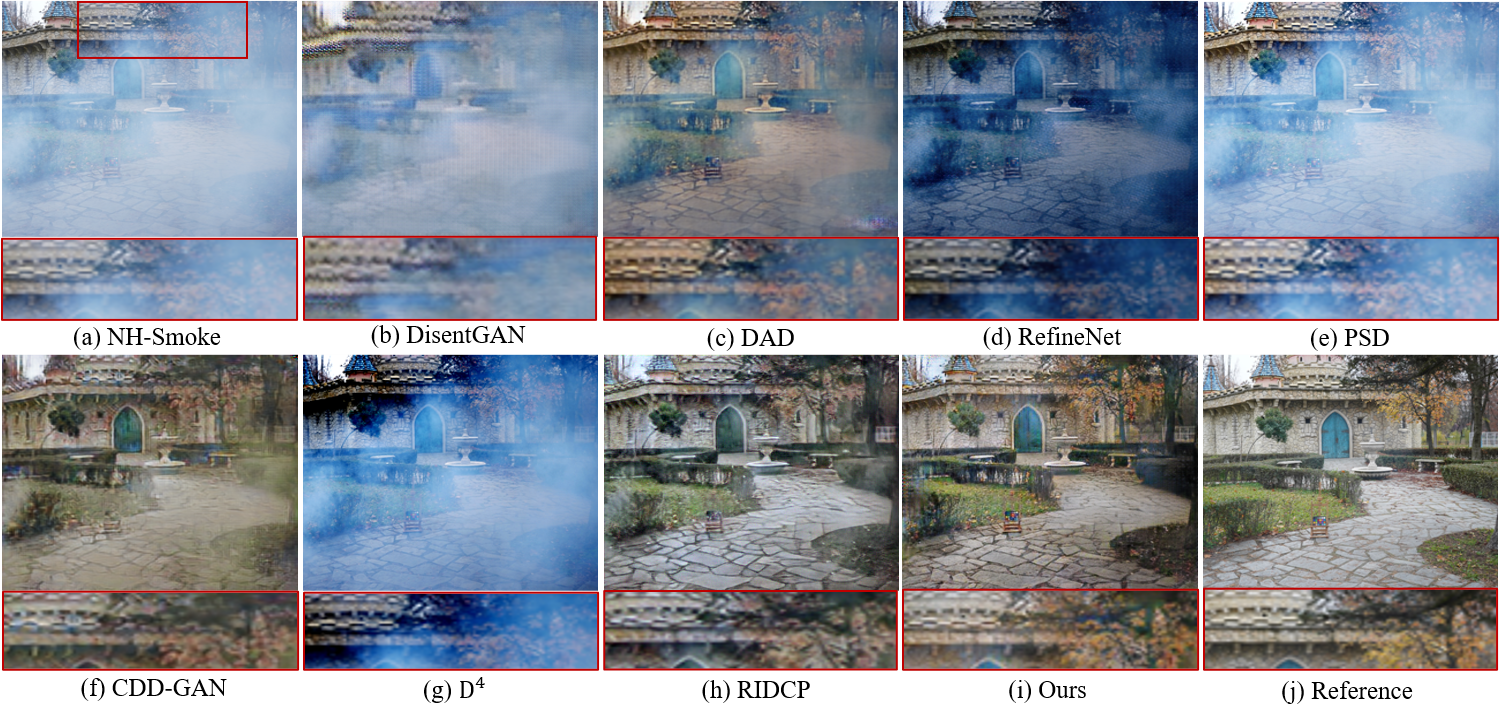 (a) NH-Smoke
(b) DisentGAN
(c) DAD
(d) RefineNet
(e) PSD
(f) CDD-GAN
(g) D⁴
(h) RIDCP
(i) Ours
(j) Reference